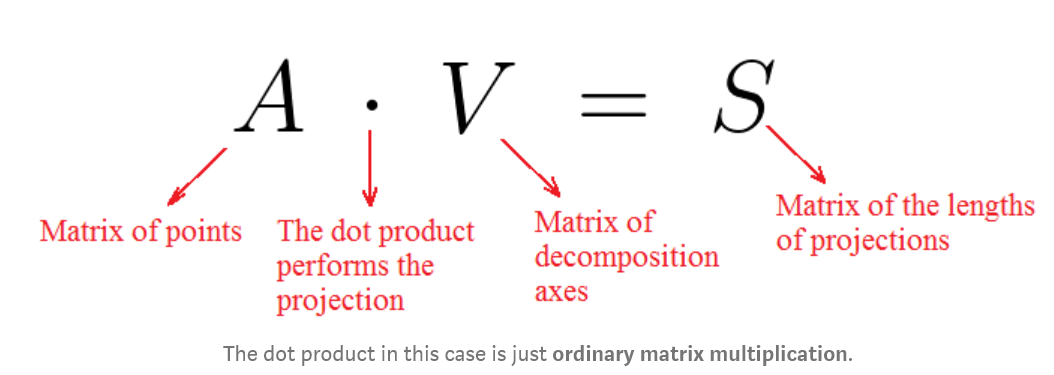 A · V = S
Matrix of points
The dot product
performs the
projection
Matrix of
decomposition
axes
Matrix of the lengths
of projections
The dot product in this case is just ordinary matrix multiplication.